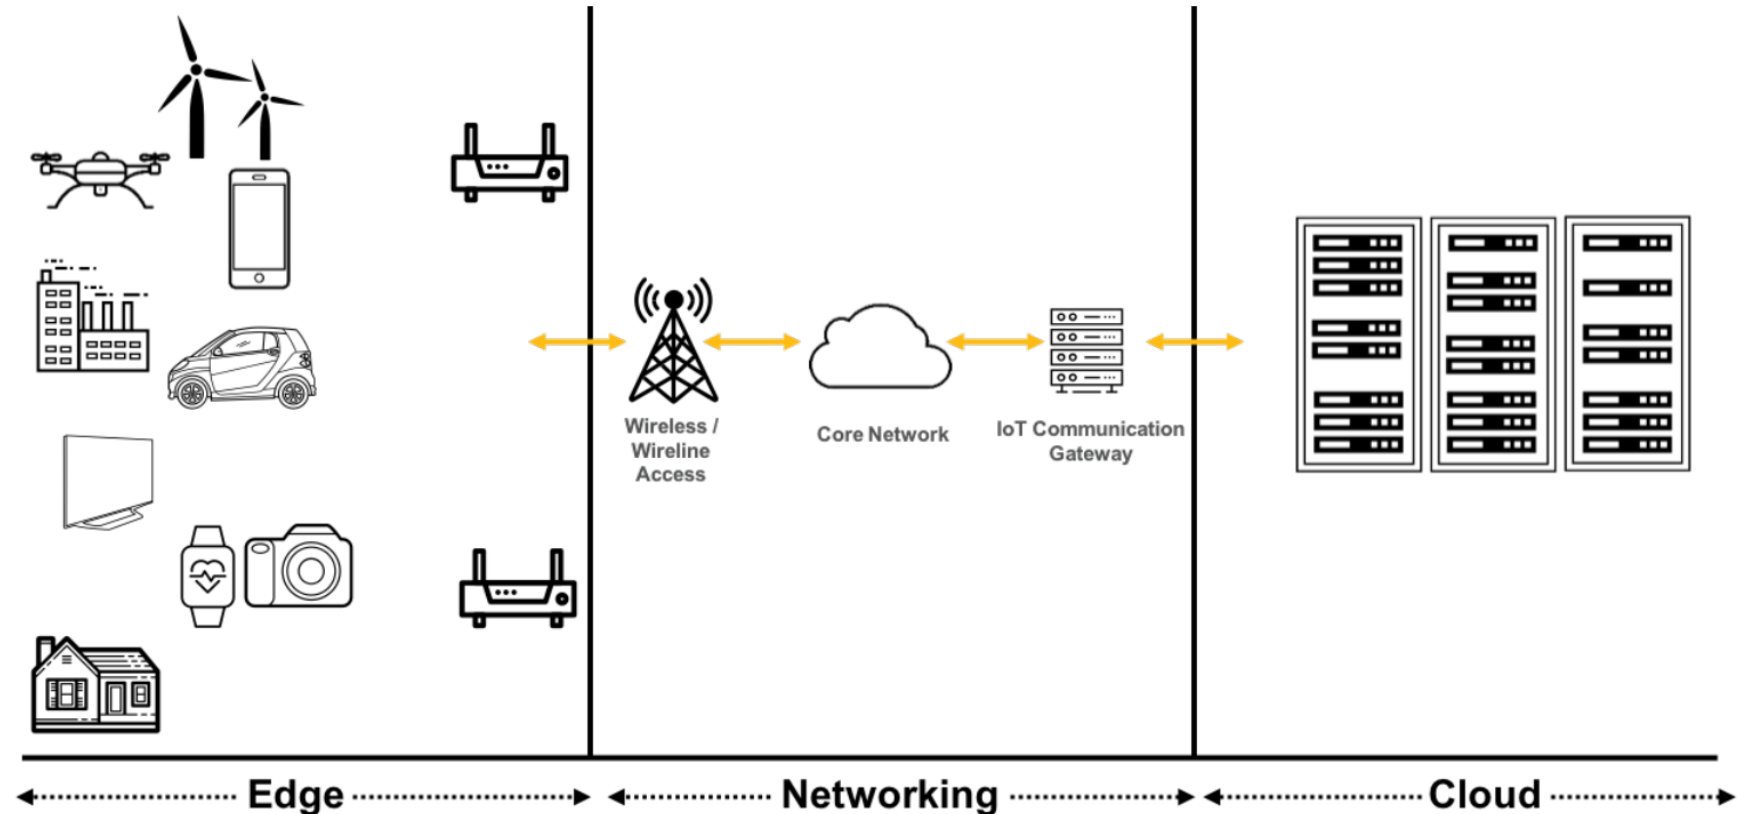 Wireless /
Wireline
Access
Core Network
IoT Communication
Gateway
Edge
Networking
Cloud